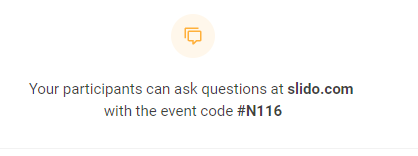 Your participants can ask questions at slido.com
with the event code #N116